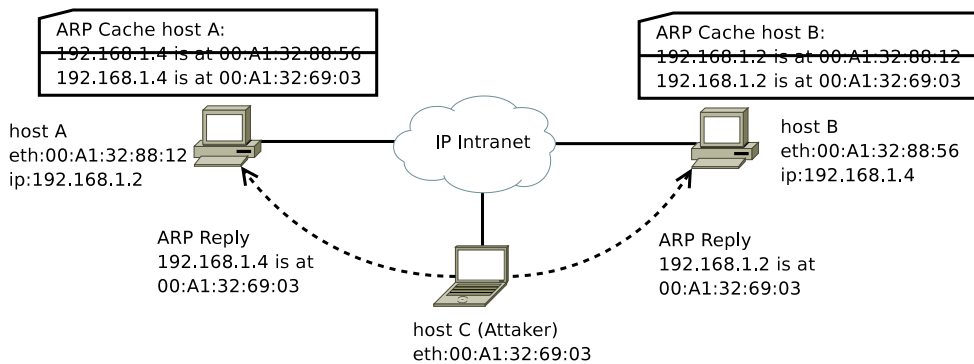 ARP Cache host A:
192.168.1.4 is at 00:A1:32:88:56
192.168.1.4 is at 00:A1:32:69:03
ARP Cache host B:
192.168.1.2 is at 00:A1:32:88:12
192.168.1.2 is at 00:A1:32:69:03
host A
eth:00:A1:32:88:12
ip:192.168.1.2
IP Intranet
host B
eth:00:A1:32:88:56
ip:192.168.1.4
ARP Reply
192.168.1.4 is at
00:A1:32:69:03
ARP Reply
192.168.1.2 is at
00:A1:32:69:03
host C (Attaker)
eth:00:A1:32:69:03